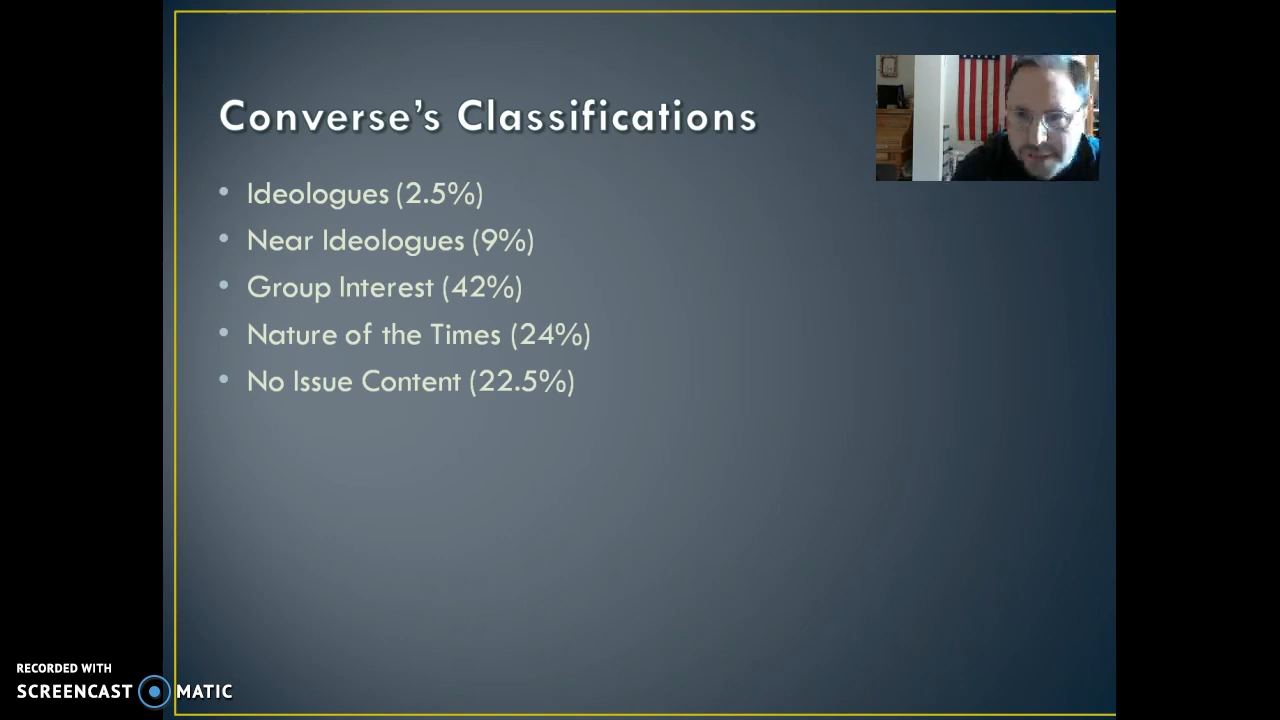 Converse's Classifications
• Ideologues (2.5%)
• Near Ideologues (9%)
• Group Interest (42%)
• Nature of the Times (24%)
• No Issue Content (22.5%)
RECORDED WITH
SCREENCAST MATIC